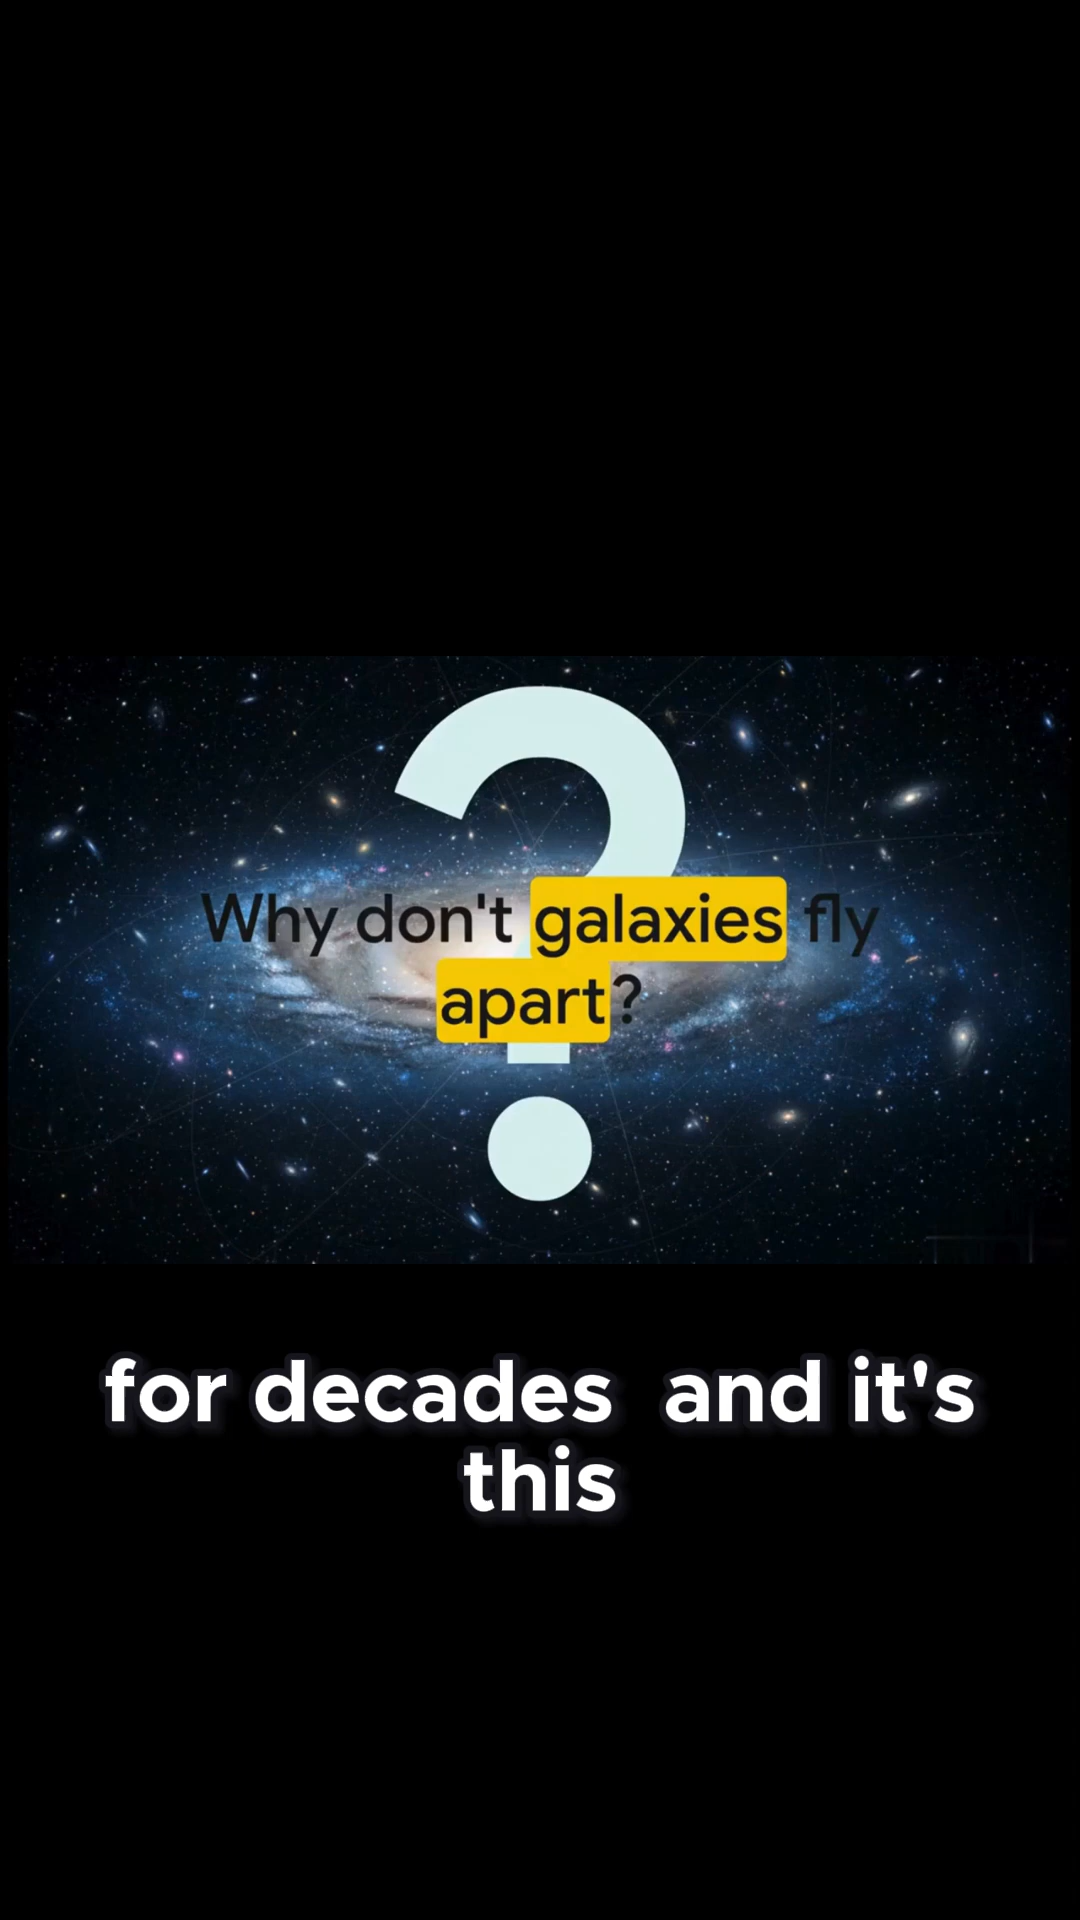 ?
Why don't galaxies fly
apart?
for decades  and it's
this